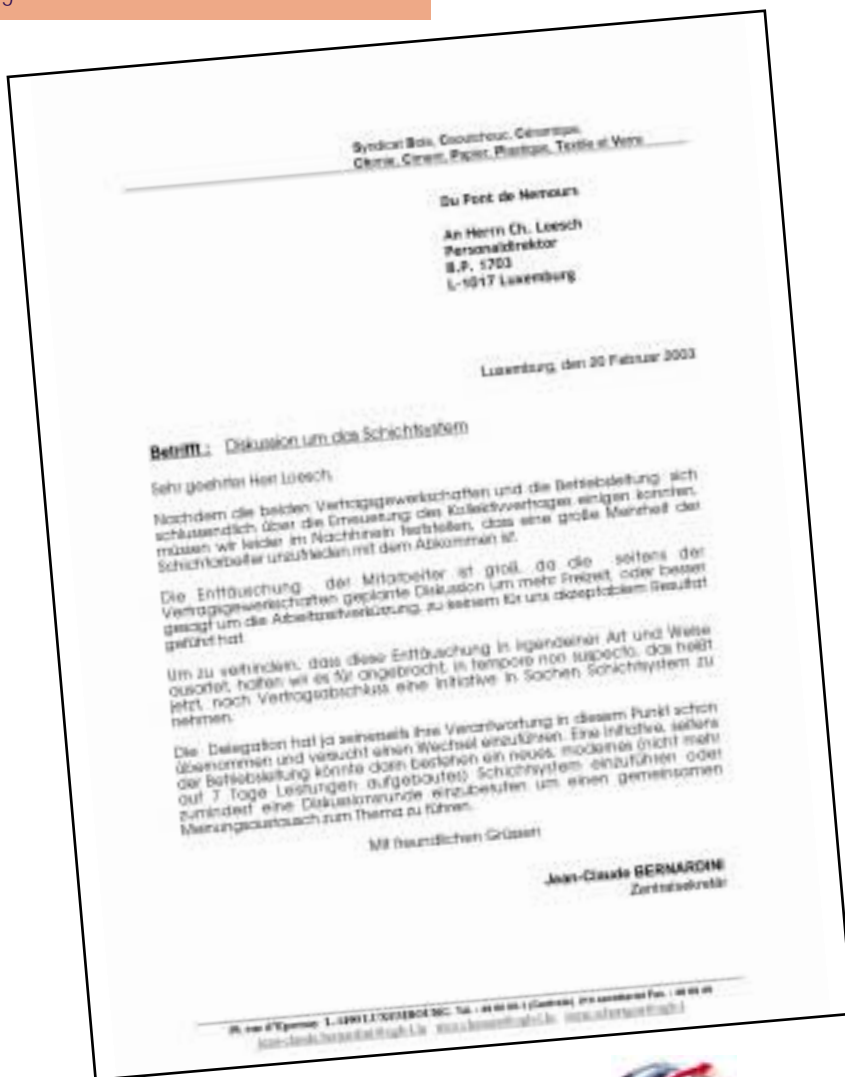 Syndicat Bois, Caoutchouc, Céramique,
Chimie, Ciment, Papier, Plastique, Textile et Verre
Du Pont de Nemours
An Herrn Ch. Loesch
Personaldirektor
B.P. 1703
L-1017 Luxemburg
Luxemburg, den 20 Februar 2003
Betrifft : Diskussion um das Schichtsystem
Sehr geehrter Herr Loesch,
Nachdem die beiden Vertragsgewerkschaften und die Betriebsleitung sich
schlussendlich über die Erneuerung des Kollektivvertrages einigen konnten,
müssen wir leider im Nachhinein feststellen, dass eine große Mehrheit der
Schichtarbeiter unzufrieden mit dem Abkommen ist.
Die Enttäuschung der Mitarbeiter ist groß, da die seitens der
Vertragsgewerkschaften geplante Diskussion um mehr Freizeit, oder besser
gesagt um die Arbeitszeitverkürzung, zu keinem für uns akzeptablem Resultat
geführt hat.
Um zu verhindern, dass diese Enttäuschung in irgendeiner Art und Weise
ausartet, halten wir es für angebracht, in tempore non suspecto, das heißt
jetzt, nach Vertragsabschluss eine Initiative in Sachen Schichtsystem zu
nehmen.
Die Delegation hat ja seinerseits ihre Verantwortung in diesem Punkt schon
übernommen und versucht einen Wechsel einzuführen. Eine Initiative, seitens
der Betriebsleitung könnte darin bestehen ein neues, modernes (nicht mehr
auf 7 Tage Leistungen aufgebautes) Schichtsystem einzuführen oder
zumindest eine Diskussionsrunde einzuberufen um einen gemeinsamen
Meinungsaustausch zum Thema zu führen.
Mit freundlichen Grüssen
Jean-Claude BERNARDINI
Zentralsekretär